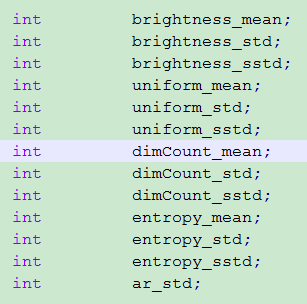 int brightness_mean;
int brightness_std;
int brightness_sstd;
int uniform_mean;
int uniform_std;
int uniform_sstd;
int dimCount_mean;
int dimCount_std;
int dimCount_sstd;
int entropy_mean;
int entropy_std;
int entropy_sstd;
int ar_std;